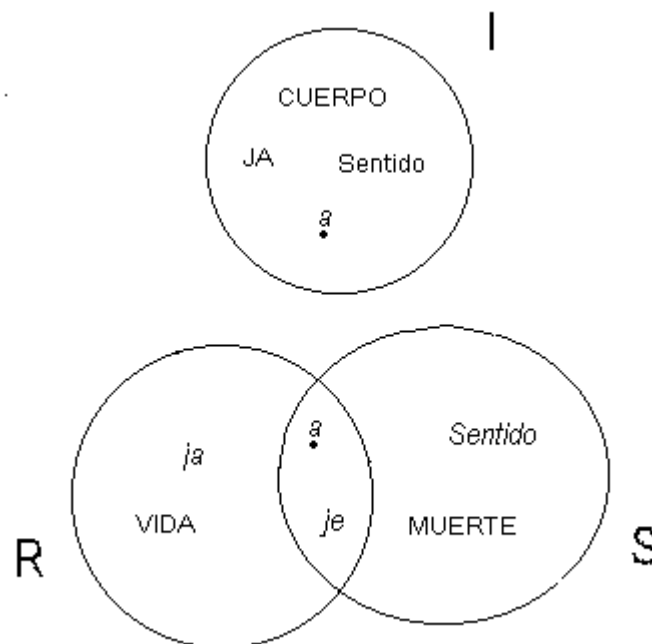 I
CUERPO
JA Sentido
a
a
Sentido
ja
VIDA je MUERTE
R S